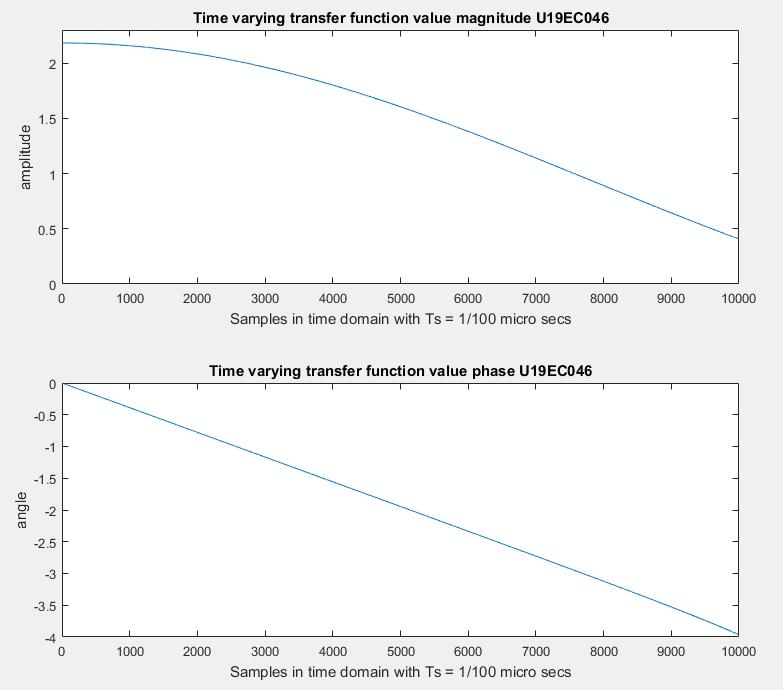 Time varying transfer function value magnitude U19EC046
2
1.5
1
0.5
0
amplitude
0 1000 2000 3000 4000 5000 6000 7000 8000 9000 10000
Samples in time domain with Ts = 1/100 micro secs
Time varying transfer function value phase U19EC046
0
-0.5
-1
-1.5
-2
-2.5
-3
-3.5
-4
angle
0 1000 2000 3000 4000 5000 6000 7000 8000 9000 10000
Samples in time domain with Ts = 1/100 micro secs